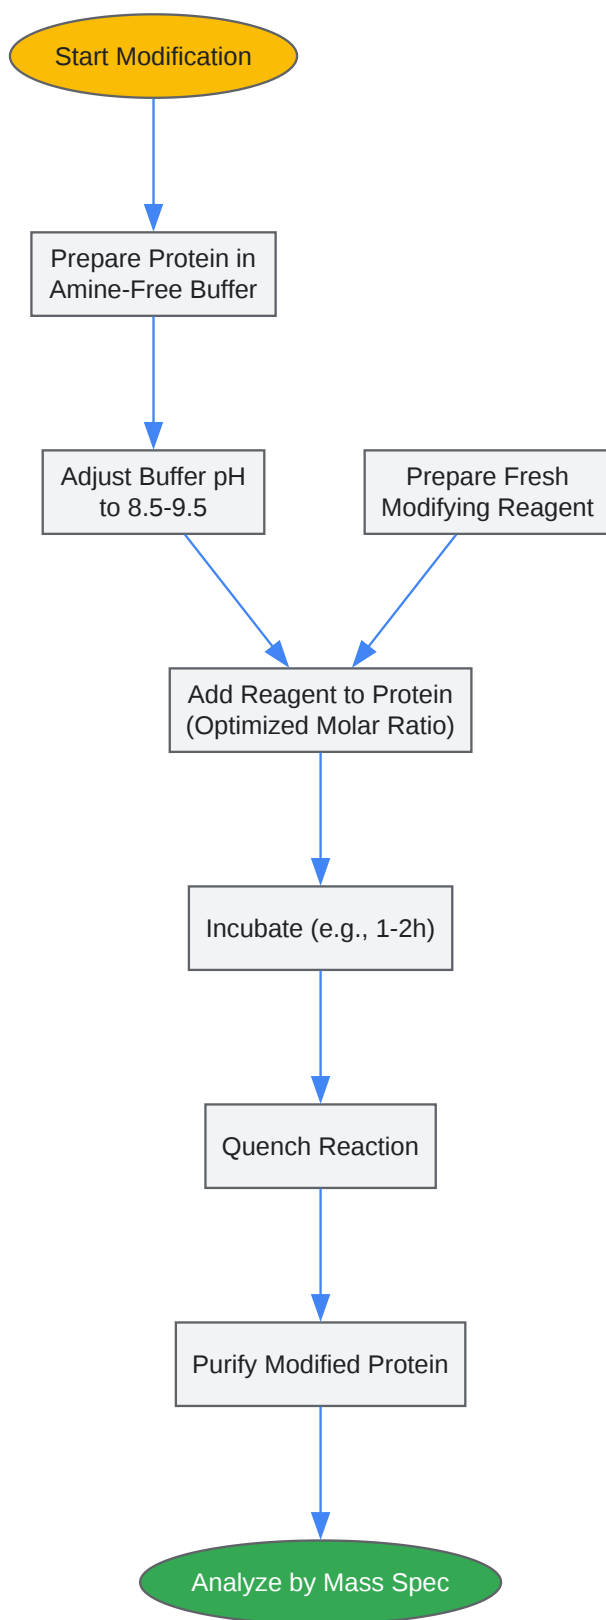 Start Modification
Prepare Protein in
Amine-Free Buffer
Adjust Buffer pH
to 8.5-9.5
Prepare Fresh
Modifying Reagent
Add Reagent to Protein
(Optimized Molar Ratio)
Incubate (e.g., 1-2h)
Quench Reaction
Purify Modified Protein
Analyze by Mass Spec